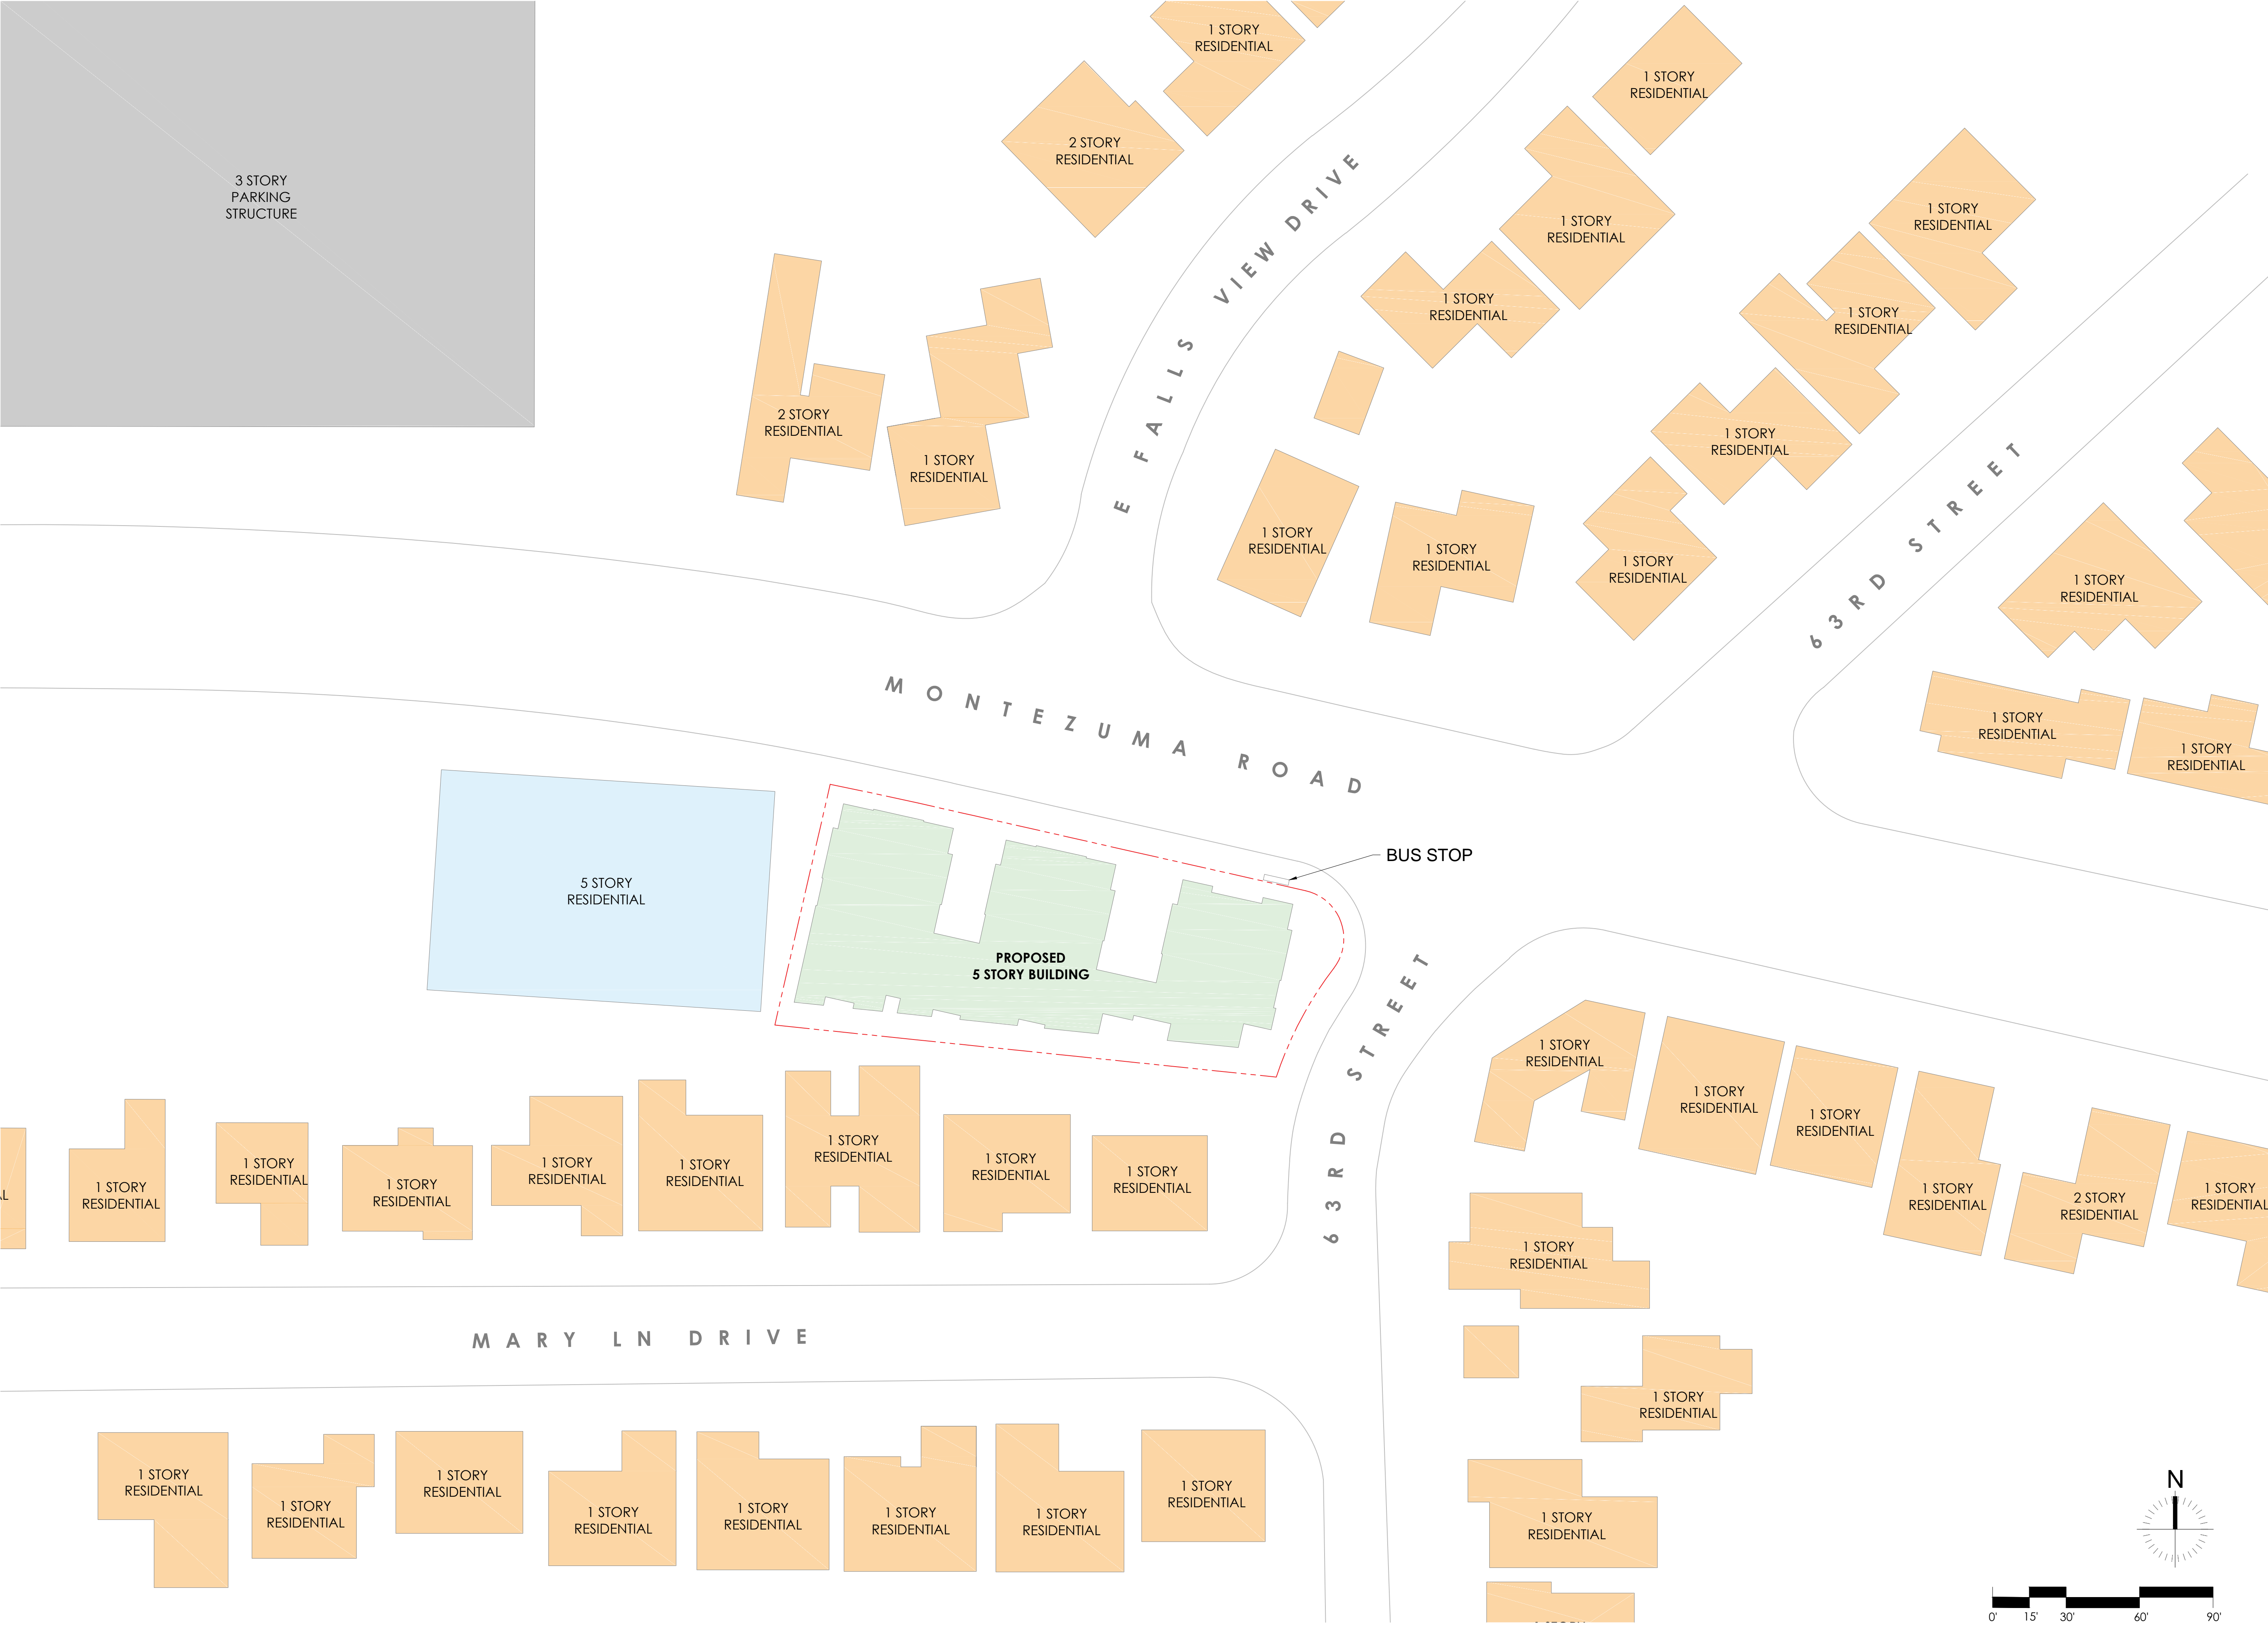 1 STORY
RESIDENTIAL
1 STORY
RESIDENTIAL
2 STORY
RESIDENTIAL
3 STORY
PARKING
STRUCTURE
1 STORY
RESIDENTIAL
1 STORY
RESIDENTIAL
E FALLS VIEW DRIVE
1 STORY
RESIDENTIAL
1 STORY
RESIDENTIAL
2 STORY
RESIDENTIAL
1 STORY
RESIDENTIAL
1 STORY
RESIDENTIAL
1 STORY
RESIDENTIAL
1 STORY
RESIDENTIAL
1 STORY
RESIDENTIAL
63RD STREET
1 STORY
RESIDENTIAL
1 STORY
RESIDENTIAL
MONTEZUMA ROAD
1 STORY
RESIDENTIAL
1 STORY
RESIDENTIAL
BUS STOP
5 STORY
RESIDENTIAL
PROPOSED
5 STORY BUILDING
63RD STREET
1 STORY
RESIDENTIAL
1 STORY
RESIDENTIAL
1 STORY
RESIDENTIAL
1 STORY
RESIDENTIAL
2 STORY
RESIDENTIAL
1 STORY
RESIDENTIAL
L
1 STORY
RESIDENTIAL
1 STORY
RESIDENTIAL
1 STORY
RESIDENTIAL
1 STORY
RESIDENTIAL
1 STORY
RESIDENTIAL
1 STORY
RESIDENTIAL
1 STORY
RESIDENTIAL
1 STORY
RESIDENTIAL
1 STORY
RESIDENTIAL
MARY LN DRIVE
1 STORY
RESIDENTIAL
1 STORY
RESIDENTIAL
1 STORY
RESIDENTIAL
1 STORY
RESIDENTIAL
1 STORY
RESIDENTIAL
1 STORY
RESIDENTIAL
1 STORY
RESIDENTIAL
1 STORY
RESIDENTIAL
1 STORY
RESIDENTIAL
1 STORY
RESIDENTIAL
N
0' 15' 30' 60' 90'